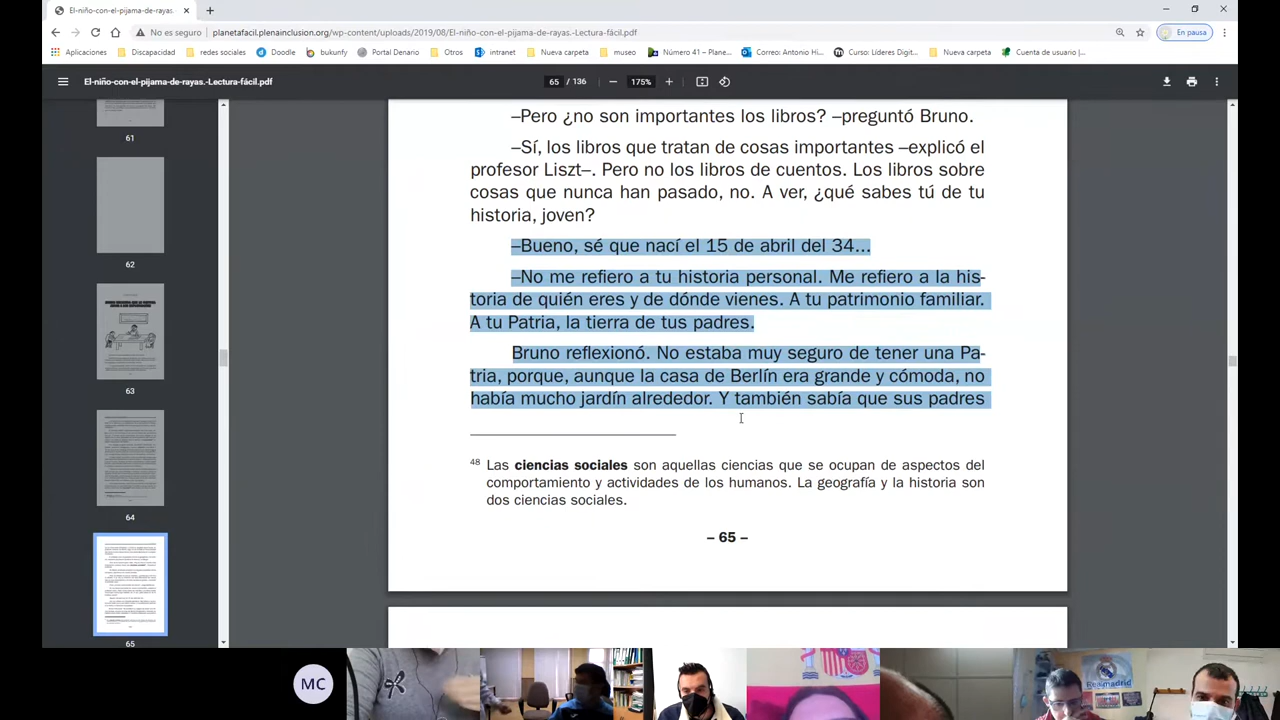 El-niño-con-el-pijama-de-rayas.-L
No es seguro | planetafacil.plenainclusion.org/wp-content/uploads/2019/08/El-niño-con-el-pijama-de-rayas.-Lectura-fácil.pdf
En pausa
Aplicaciones Discapacidad redes sociales Doodle bukunfy Portal Denario Otros intranet Nueva carpeta museo Número 41 – Plane... Correo: Antonio Hi... Curso: Líderes Digit... Nueva carpeta Cuenta de usuario |...
El-niño-con-el-pijama-de-rayas.-Lectura-fácil.pdf
65 / 136
175%
61
62
63
64
65
–Pero ¿no son importantes los libros? –preguntó Bruno.
–Sí, los libros que tratan de cosas importantes –explicó el
profesor Liszt–. Pero no los libros de cuentos. Los libros sobre
cosas que nunca han pasado, no. A ver, ¿qué sabes tú de tu
historia, joven?
–Bueno, sé que nací el 15 de abril del 34...
–No me refiero a tu historia personal. Me refiero a la his-
toria de quién eres y de dónde vienes. A tu patrimonio familiar.
A tu Patria, la tierra de tus padres.
Bruno reflexionó. No estaba muy seguro de tener una Pa-
tria, porque, aunque la casa de Berlín era grande y cómoda, no
había mucho jardín alrededor. Y también sabía que sus padres
48 Las ciencias sociales son aquellas ciencias que se ocupan de aspectos del
comportamiento y actividades de los humanos. La geografía y la historia son
dos ciencias sociales.
– 65 –
MC
Realmadrid